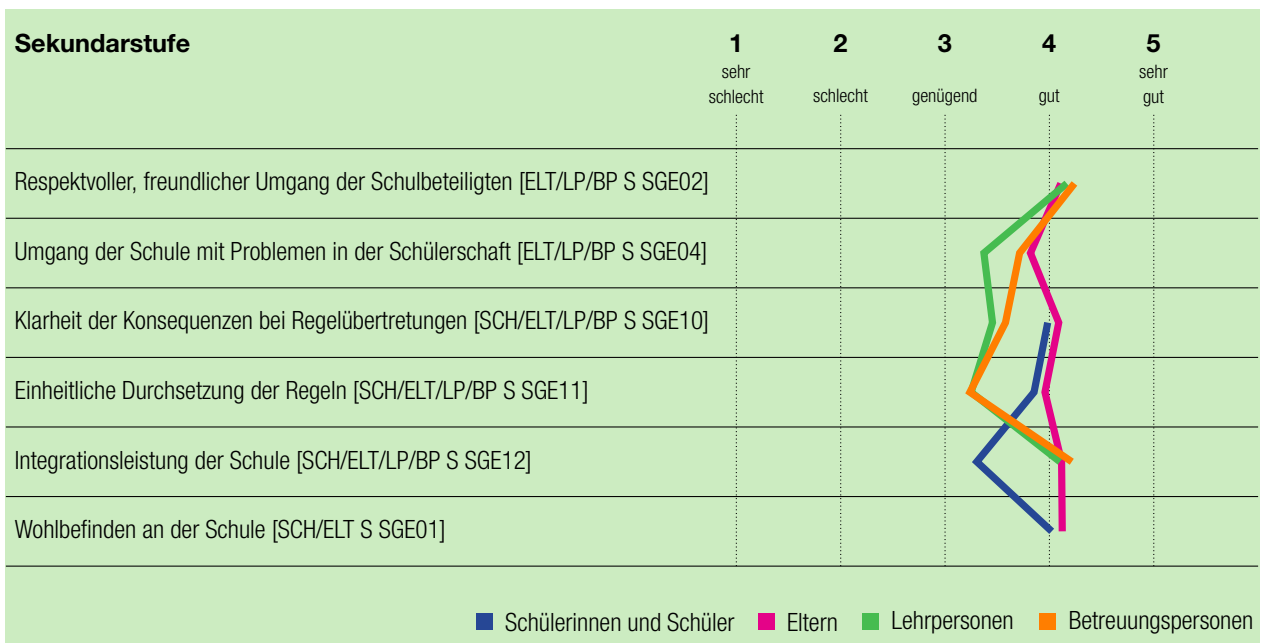 Sekundarstufe 1 2 3 4 5
sehr sehr
schlecht schlecht genügend gut gut
Respektvoller, freundlicher Umgang der Schulbeteiligten [ELT/LP/BP S SGE02]
Umgang der Schule mit Problemen in der Schülerschaft [ELT/LP/BP S SGE04]
Klarheit der Konsequenzen bei Regelübertretungen [SCH/ELT/LP/BP S SGE10]
Einheitliche Durchsetzung der Regeln [SCH/ELT/LP/BP S SGE11]
Integrationsleistung der Schule [SCH/ELT/LP/BP S SGE12]
Wohlbefinden an der Schule [SCH/ELT S SGE01]
Schülerinnen und Schüler Eltern Lehrpersonen Betreuungspersonen